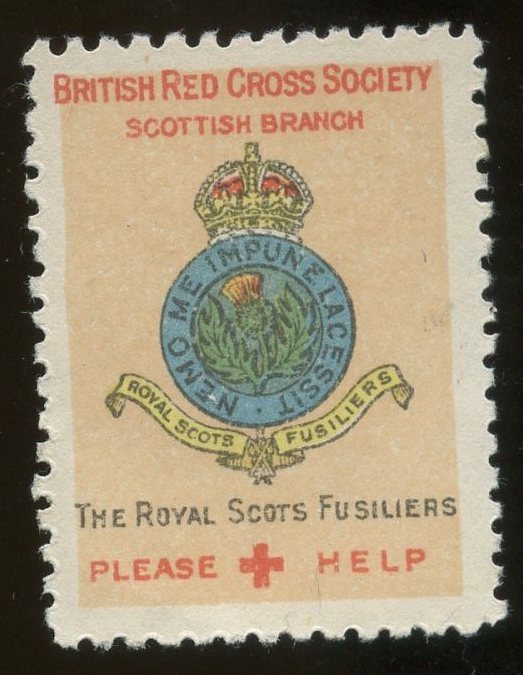 BRITISH RED CROSS SOCIETY
SCOTTISH BRANCH
NEMO ME IMPUNE LACESSIT
ROYAL SCOTS FUSILIERS
THE ROYAL SCOTS FUSILIERS
PLEASE HELP